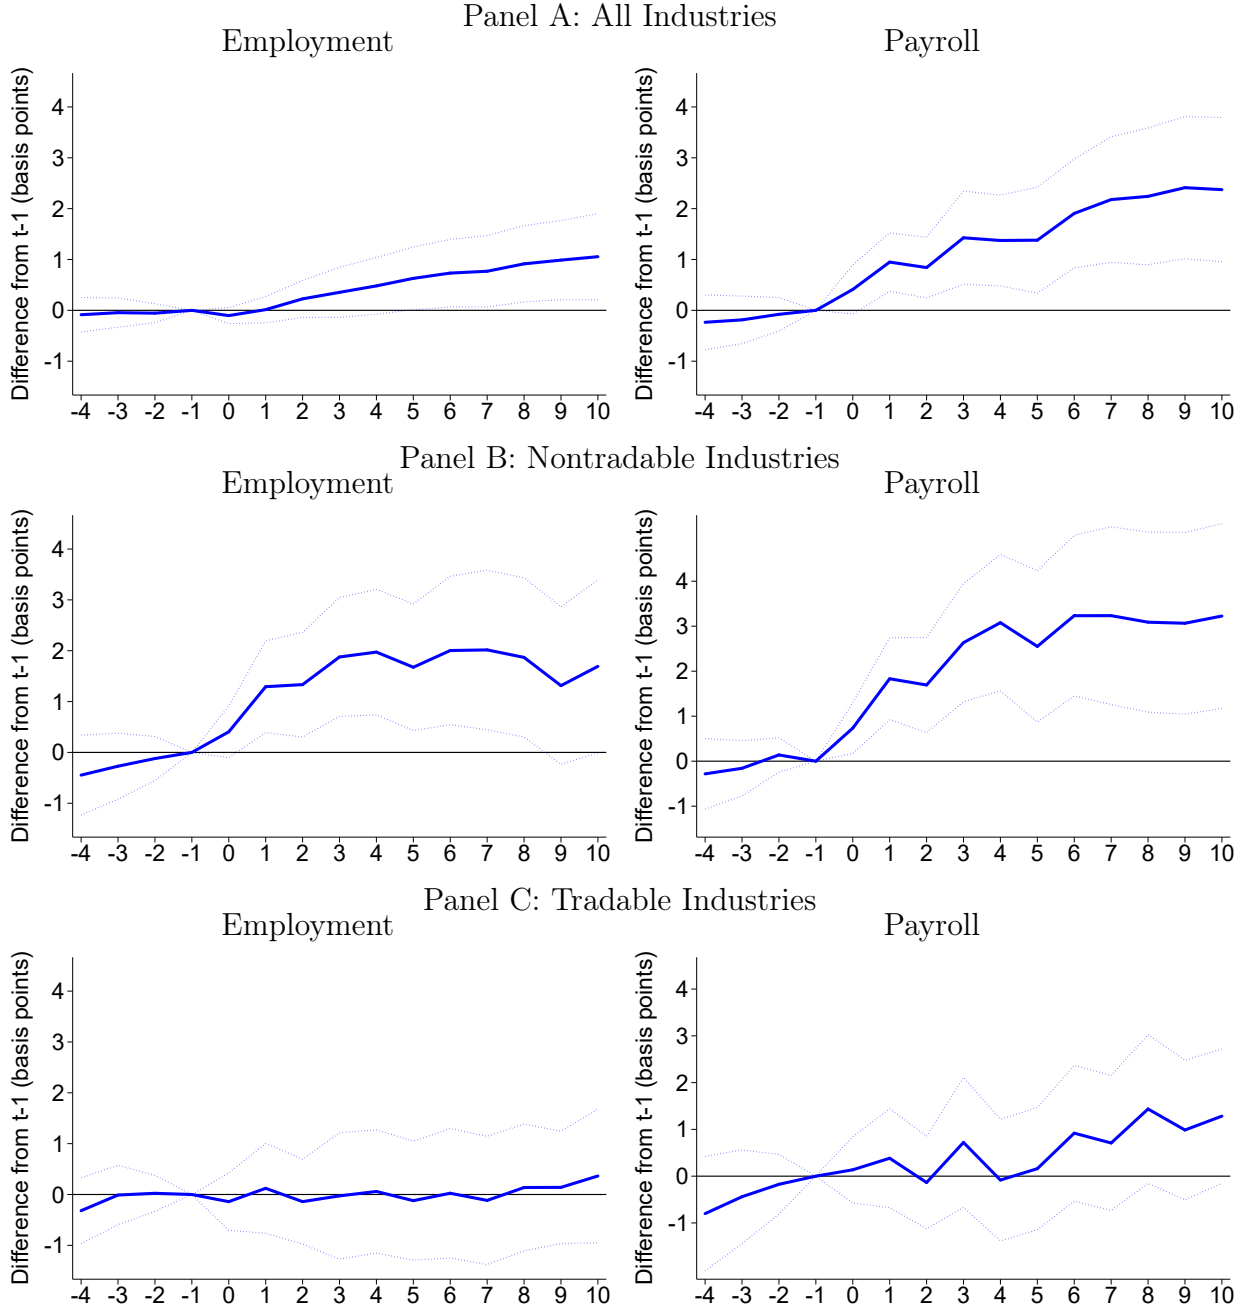 Panel A: All Industries
Employment
Payroll
Difference from t-1 (basis points)
4
3
2
1
0
-1
-4 -3 -2 -1 0 1 2 3 4 5 6 7 8 9 10
Difference from t-1 (basis points)
4
3
2
1
0
-1
-4 -3 -2 -1 0 1 2 3 4 5 6 7 8 9 10
Panel B: Nontradable Industries
Employment
Payroll
Difference from t-1 (basis points)
4
3
2
1
0
-1
-4 -3 -2 -1 0 1 2 3 4 5 6 7 8 9 10
Difference from t-1 (basis points)
4
3
2
1
0
-1
-4 -3 -2 -1 0 1 2 3 4 5 6 7 8 9 10
Panel C: Tradable Industries
Employment
Payroll
Difference from t-1 (basis points)
4
3
2
1
0
-1
-4 -3 -2 -1 0 1 2 3 4 5 6 7 8 9 10
Difference from t-1 (basis points)
4
3
2
1
0
-1
-4 -3 -2 -1 0 1 2 3 4 5 6 7 8 9 10